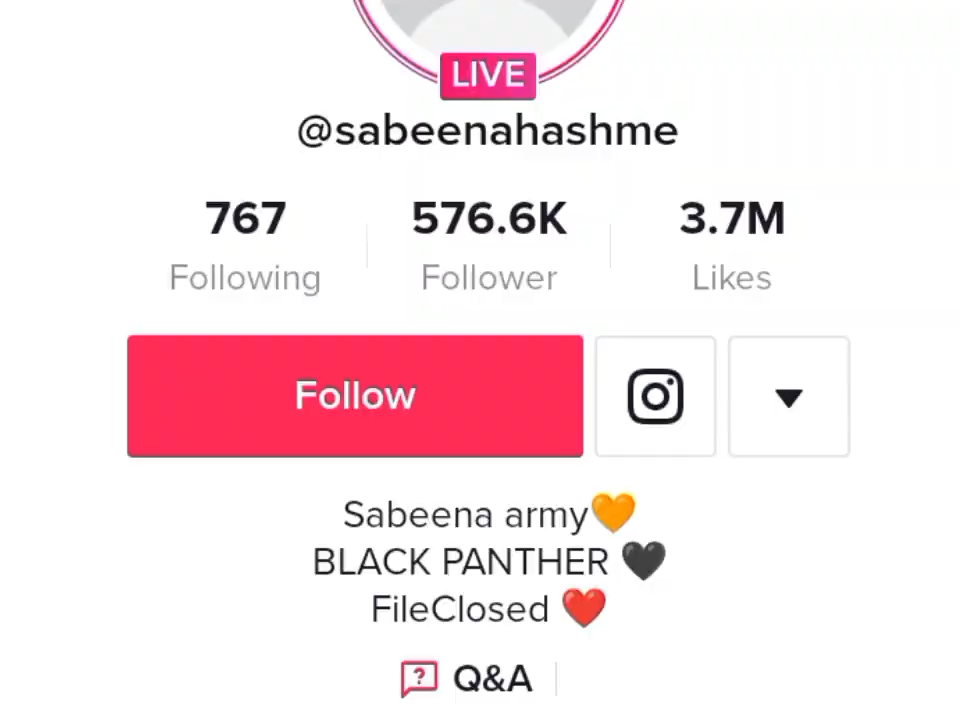 LIVE
@sabeenahashme
767 576.6K 3.7M
Following Follower Likes
Follow
Sabeena army🧡
BLACK PANTHER 🖤
FileClosed ❤️
Q&A